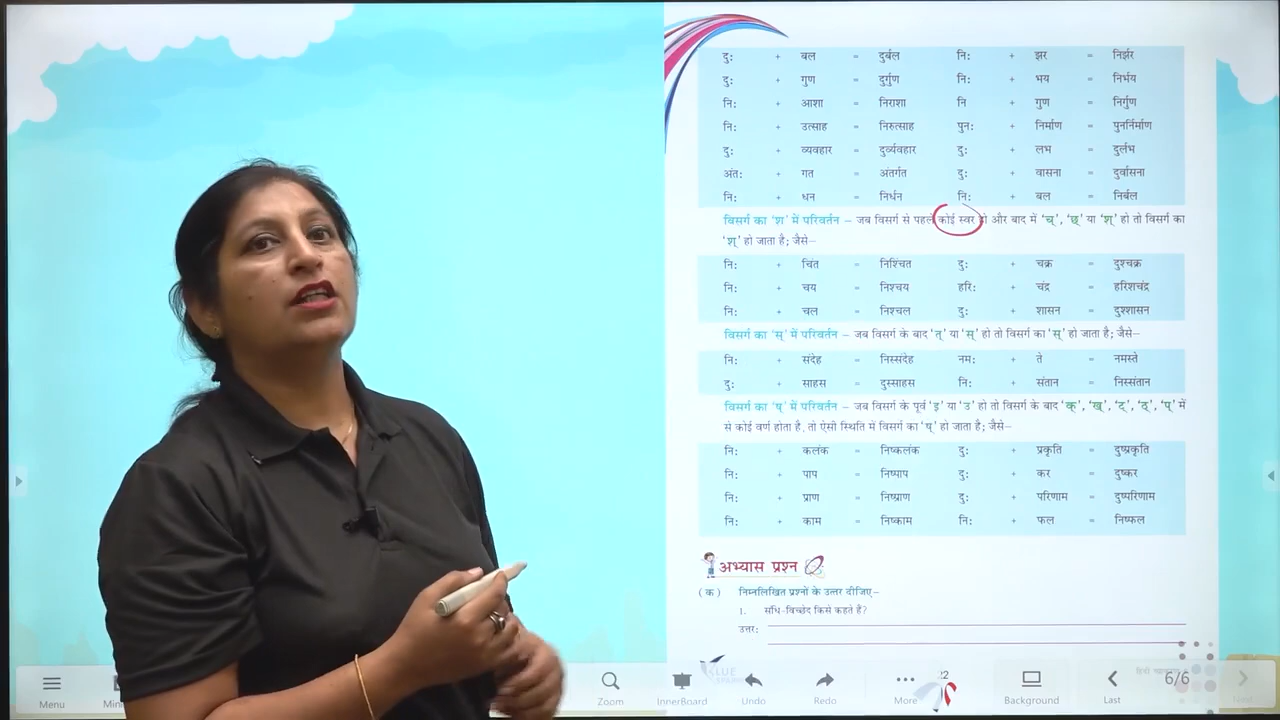 दुः + बल = दुर्बल निः + झर = निर्झर
दुः + गुण = दुर्गुण निः + भय = निर्भय
निः + आशा = निराशा नि + गुण = निर्गुण
निः + उत्साह = निरुत्साह पुनः + निर्माण = पुनर्निर्माण
दुः + व्यवहार = दुर्व्यवहार दुः + लभ = दुर्लभ
अंतः + गत = अंतर्गत दुः + वासना = दुर्वासना
निः + धन = निर्धन निः + बल = निर्बल
विसर्ग का 'श' में परिवर्तन – जब विसर्ग से पहले कोई स्वर हो और बाद में 'च्', 'छ्' या 'श्' हो तो विसर्ग का
'श्' हो जाता है; जैसे–
निः + चिंत = निश्चिंत दुः + चक्र = दुश्चक्र
निः + चय = निश्चय हरिः + चंद्र = हरिशचंद्र
निः + चल = निश्चल दुः + शासन = दुश्शासन
विसर्ग का 'स्' में परिवर्तन – जब विसर्ग के बाद 'त्' या 'स्' हो तो विसर्ग का 'स्' हो जाता है; जैसे–
निः + संदेह = निस्संदेह नमः + ते = नमस्ते
दुः + साहस = दुस्साहस निः + संतान = निस्संतान
विसर्ग का 'ष्' में परिवर्तन – जब विसर्ग के पूर्व 'इ' या 'उ' हो तो विसर्ग के बाद 'क्', 'ख्', 'ट्', 'ठ्', 'प्' में
से कोई वर्ण होता है, तो ऐसी स्थिति में विसर्ग का 'ष्' हो जाता है; जैसे–
निः + कलंक = निष्कलंक दुः + प्रकृति = दुष्प्रकृति
निः + पाप = निष्पाप दुः + कर = दुष्कर
निः + प्राण = निष्प्राण दुः + परिणाम = दुष्परिणाम
निः + काम = निष्काम निः + फल = निष्फल
अभ्यास प्रश्न
(क) निम्नलिखित प्रश्नों के उत्तर दीजिए–
1. संधि-विच्छेद किसे कहते हैं?
उत्तर:
6/6
Menu Zoom InnerBoard Undo Redo More Background Last